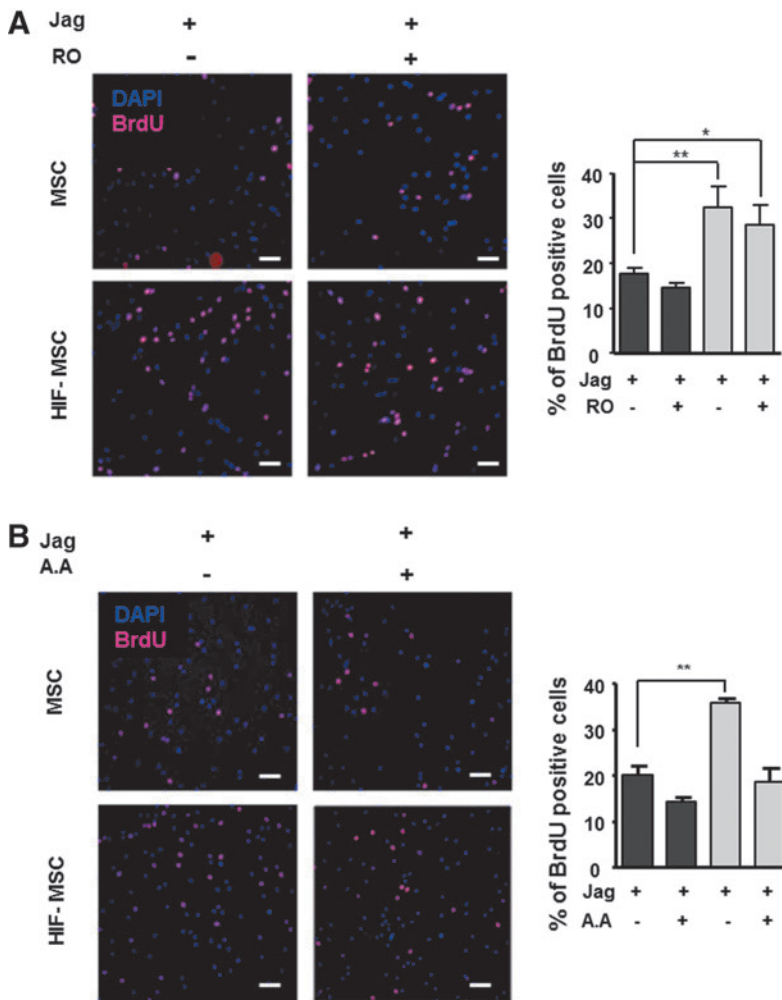 A
Jag + +
RO - +
DAPI
BrdU
MSC
HIF- MSC
% of BrdU positive cells
40
30
20
10
0
*
**
Jag + + + +
RO - + - +
B
Jag + +
A.A - +
DAPI
BrdU
MSC
HIF- MSC
% of BrdU positive cells
40
30
20
10
0
**
Jag + + + +
A.A - + - +